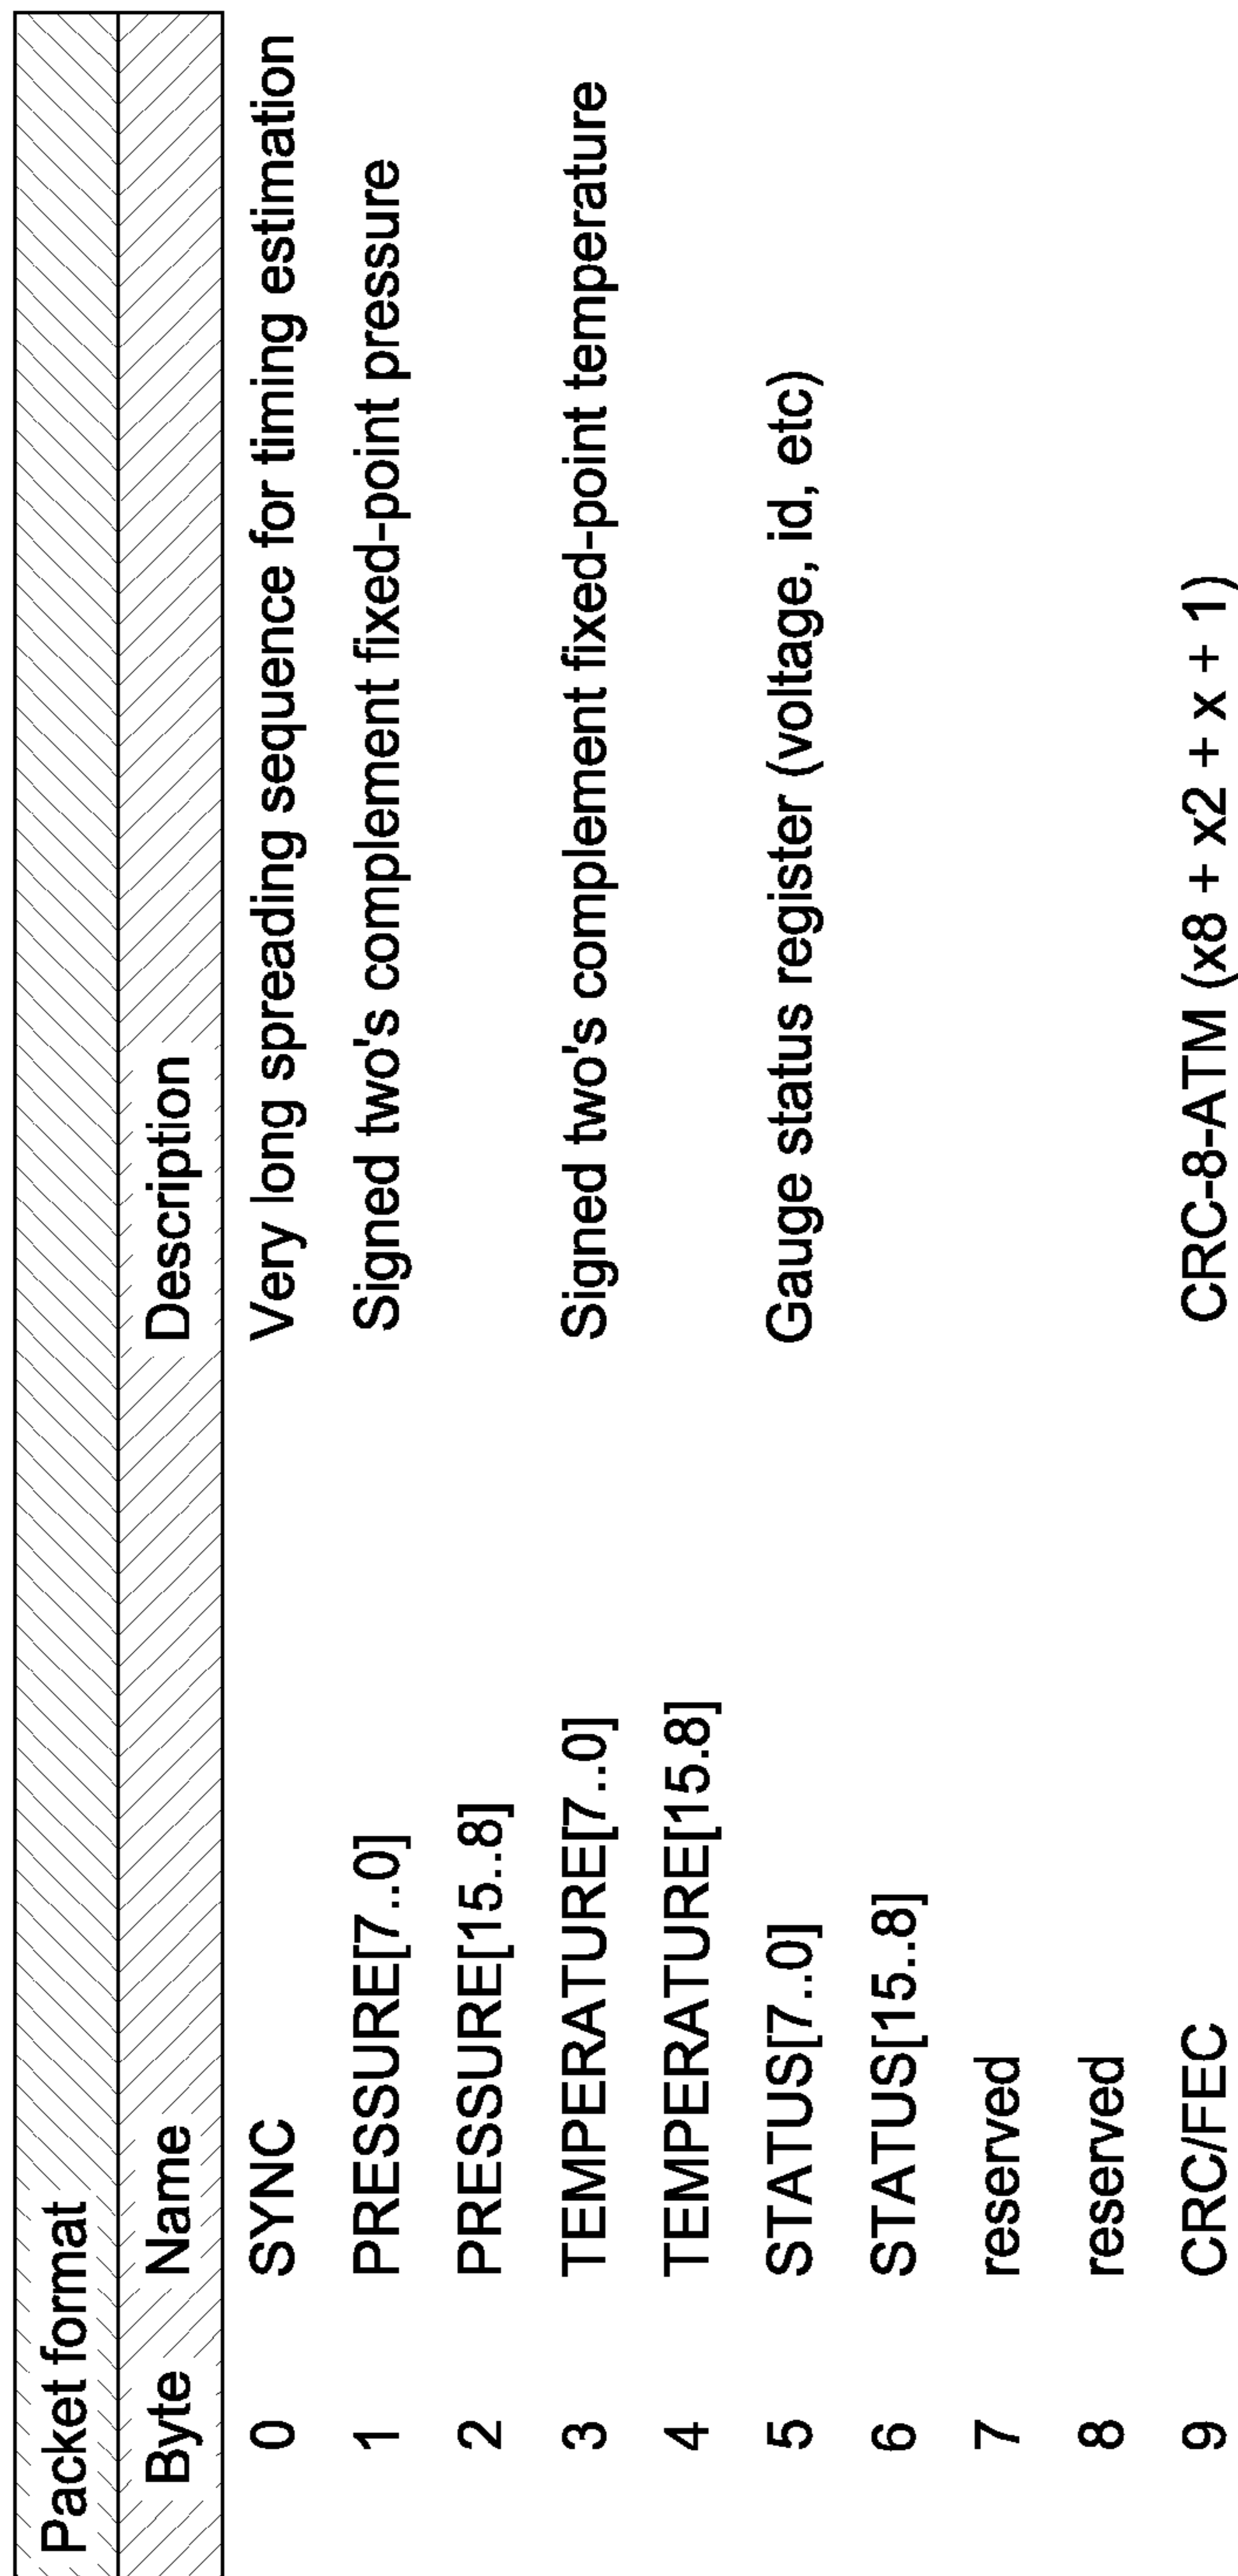 Packet format
Byte Name Description
0 SYNC Very long spreading sequence for timing estimation
1 PRESSURE[7..0] Signed two's complement fixed-point pressure
2 PRESSURE[15..8]
3 TEMPERATURE[7..0] Signed two's complement fixed-point temperature
4 TEMPERATURE[15.8]
5 STATUS[7..0] Gauge status register (voltage, id, etc)
6 STATUS[15..8]
7 reserved
8 reserved
9 CRC/FEC CRC-8-ATM (x8 + x2 + x + 1)